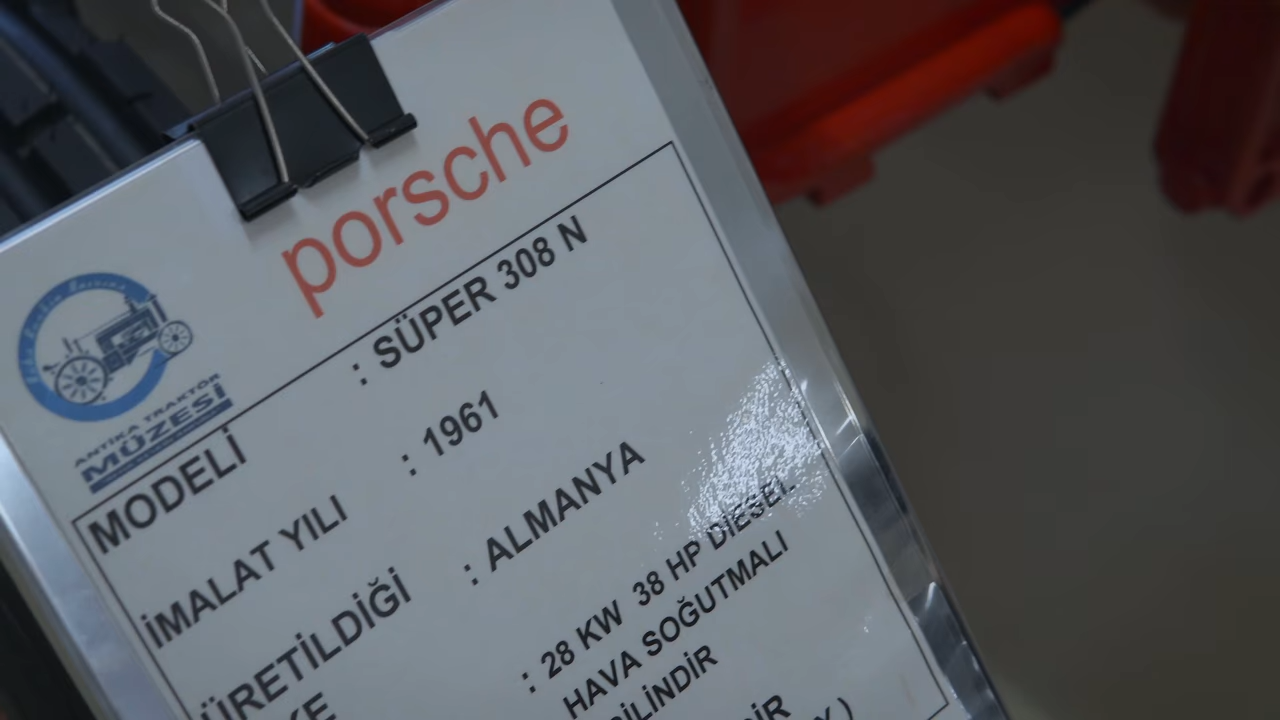 porsche
ANTİKA TRAKTÖR
MÜZESİ
MODELİ : SÜPER 308 N
İMALAT YILI : 1961
ÜRETİLDİĞİ : ALMANYA
: 28 KW 38 HP DİESEL
HAVA SOĞUTMALI